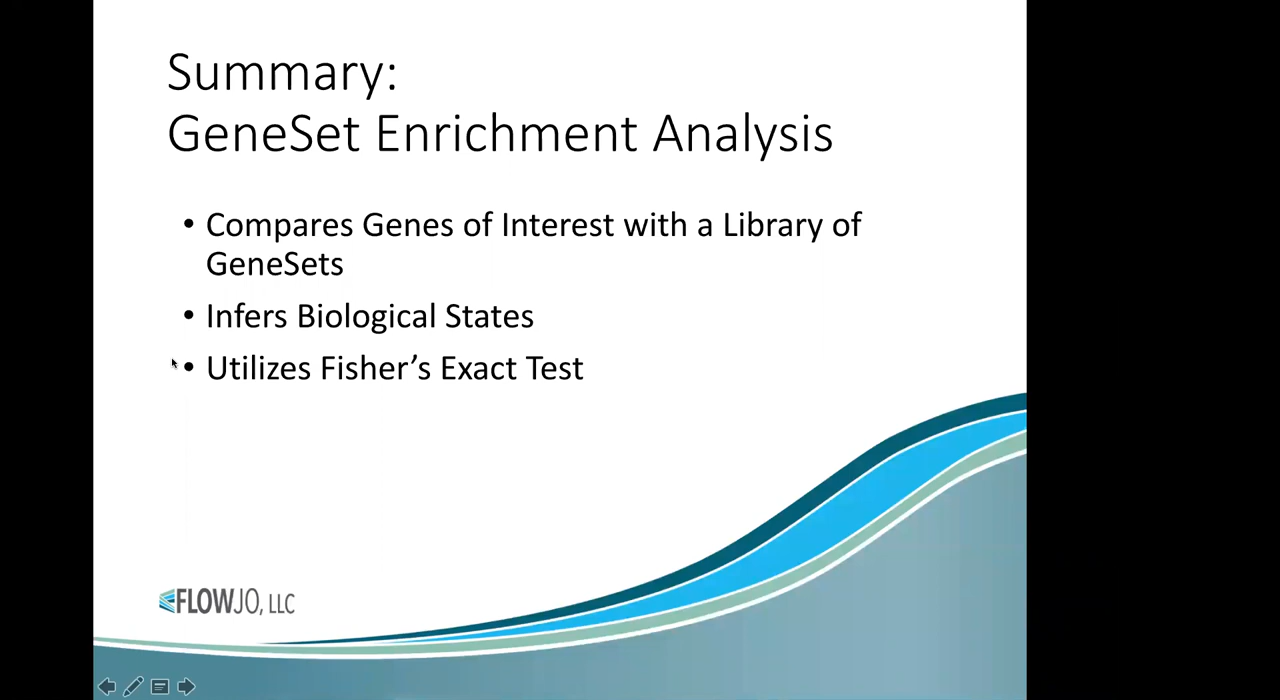 Summary:
GeneSet Enrichment Analysis
• Compares Genes of Interest with a Library of
GeneSets
• Infers Biological States
• Utilizes Fisher’s Exact Test
FLOWJO, LLC